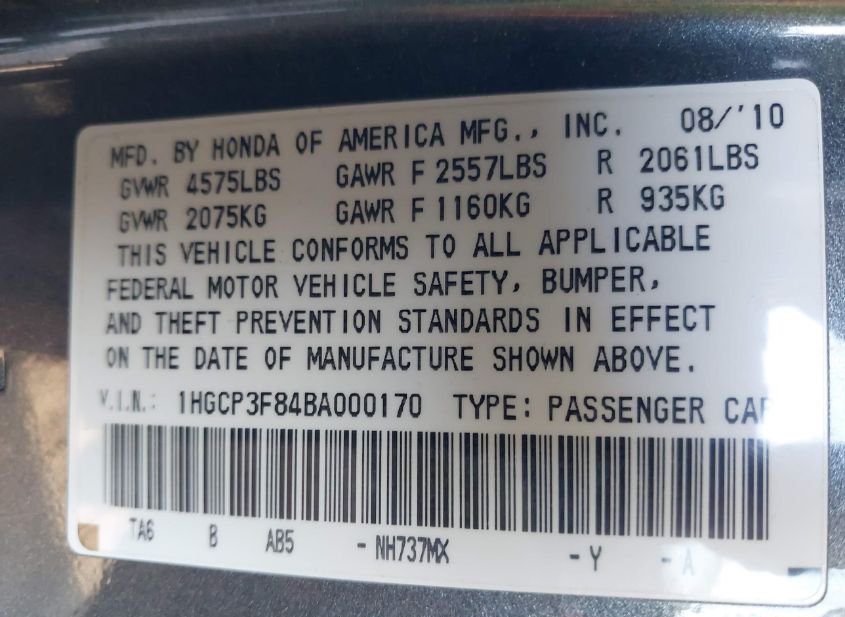 MFD. BY HONDA OF AMERICA MFG., INC. 08/'10
GVWR 4575LBS GAWR F 2557LBS R 2061LBS
GVWR 2075KG GAWR F 1160KG R 935KG
THIS VEHICLE CONFORMS TO ALL APPLICABLE
FEDERAL MOTOR VEHICLE SAFETY, BUMPER,
AND THEFT PREVENTION STANDARDS IN EFFECT
ON THE DATE OF MANUFACTURE SHOWN ABOVE.
V.I.N.: 1HGCP3F84BA000170 TYPE: PASSENGER CAR
TA6 B AB5 - NH737MX - Y - A